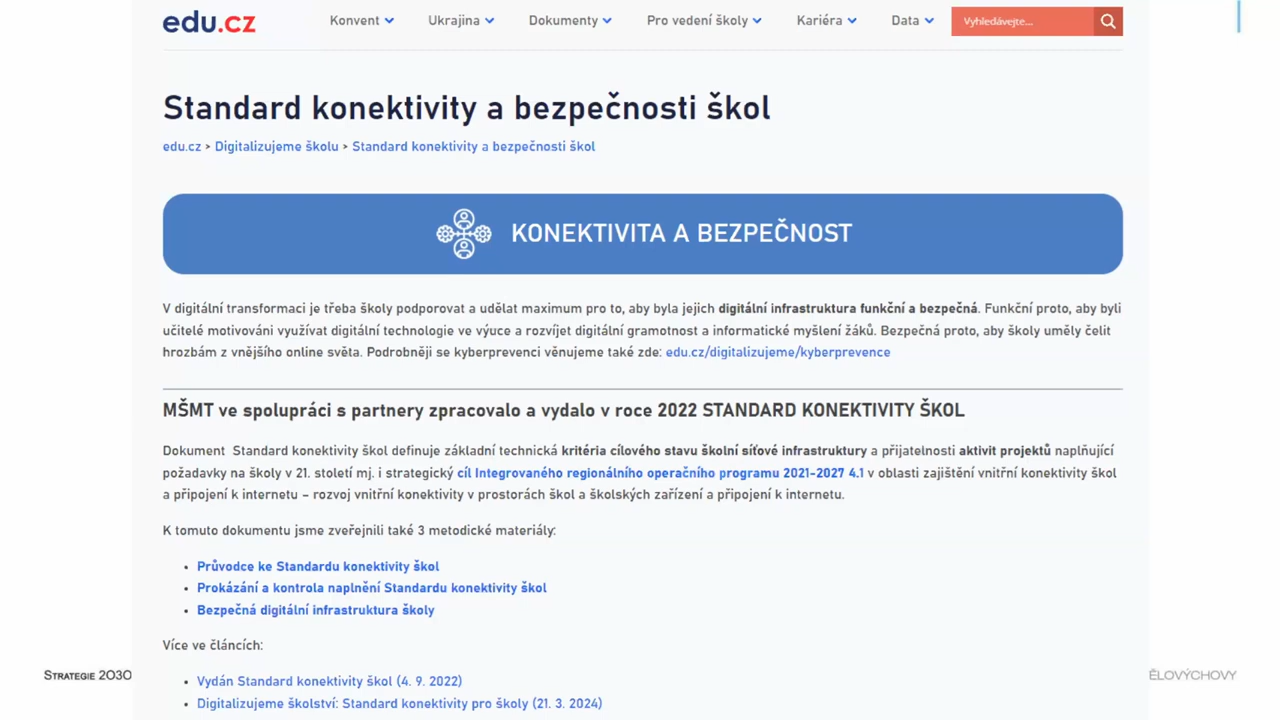 edu.cz
Konvent Ukrajina Dokumenty Pro vedení školy Kariéra Data Vyhledávejte...
Standard konektivity a bezpečnosti škol
edu.cz > Digitalizujeme školu > Standard konektivity a bezpečnosti škol
KONEKTIVITA A BEZPEČNOST
V digitální transformaci je třeba školy podporovat a udělat maximum pro to, aby byla jejich digitální infrastruktura funkční a bezpečná. Funkční proto, aby byli
učitelé motivováni využívat digitální technologie ve výuce a rozvíjet digitální gramotnost a informatické myšlení žáků. Bezpečná proto, aby školy uměly čelit
hrozbám z vnějšího online světa. Podrobněji se kyberprevenci věnujeme také zde: edu.cz/digitalizujeme/kyberprevence
MŠMT ve spolupráci s partnery zpracovalo a vydalo v roce 2022 STANDARD KONEKTIVITY ŠKOL
Dokument Standard konektivity škol definuje základní technická kritéria cílového stavu školní síťové infrastruktury a přijatelnosti aktivit projektů naplňující
požadavky na školy v 21. století mj. i strategický cíl Integrovaného regionálního operačního programu 2021-2027 4.1 v oblasti zajištění vnitřní konektivity škol
a připojení k internetu – rozvoj vnitřní konektivity v prostorách škol a školských zařízení a připojení k internetu.
K tomuto dokumentu jsme zveřejnili také 3 metodické materiály:
• Průvodce ke Standardu konektivity škol
• Prokázání a kontrola naplnění Standardu konektivity škol
• Bezpečná digitální infrastruktura školy
Více ve článcích:
STRATEGIE 2030 ĚLOVÝCHOVY
• Vydán Standard konektivity škol (4. 9. 2022)
• Digitalizujeme školství: Standard konektivity pro školy (21. 3. 2024)